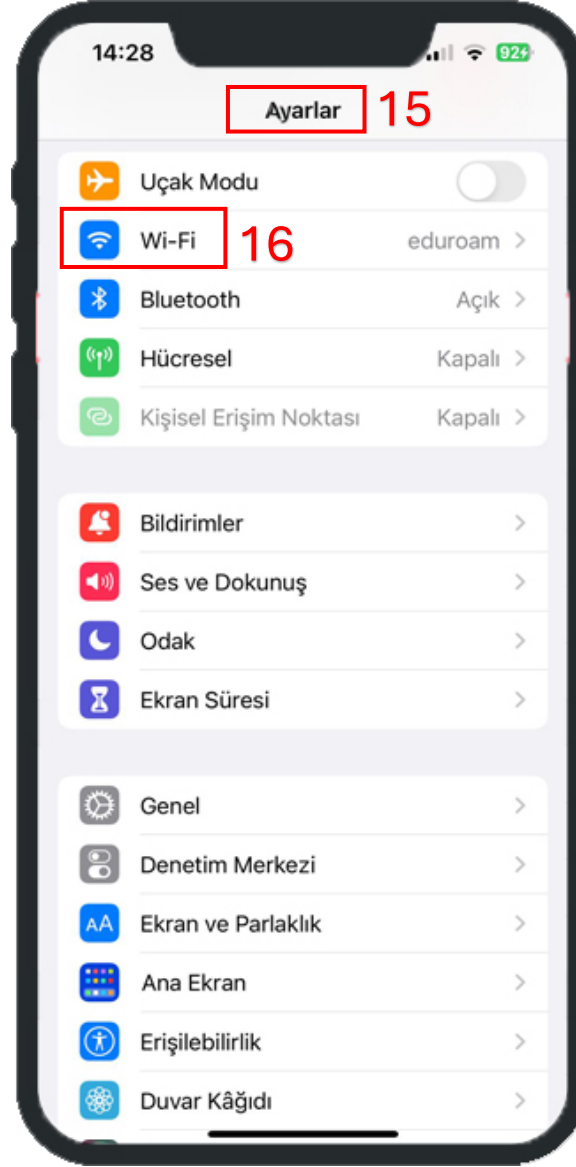 14:28 92
Ayarlar 15
Uçak Modu
Wi-Fi 16 eduroam
Bluetooth Açık
Hücresel Kapalı
Kişisel Erişim Noktası Kapalı
Bildirimler
Ses ve Dokunuş
Odak
Ekran Süresi
Genel
Denetim Merkezi
AA Ekran ve Parlaklık
Ana Ekran
Erişilebilirlik
Duvar Kâğıdı